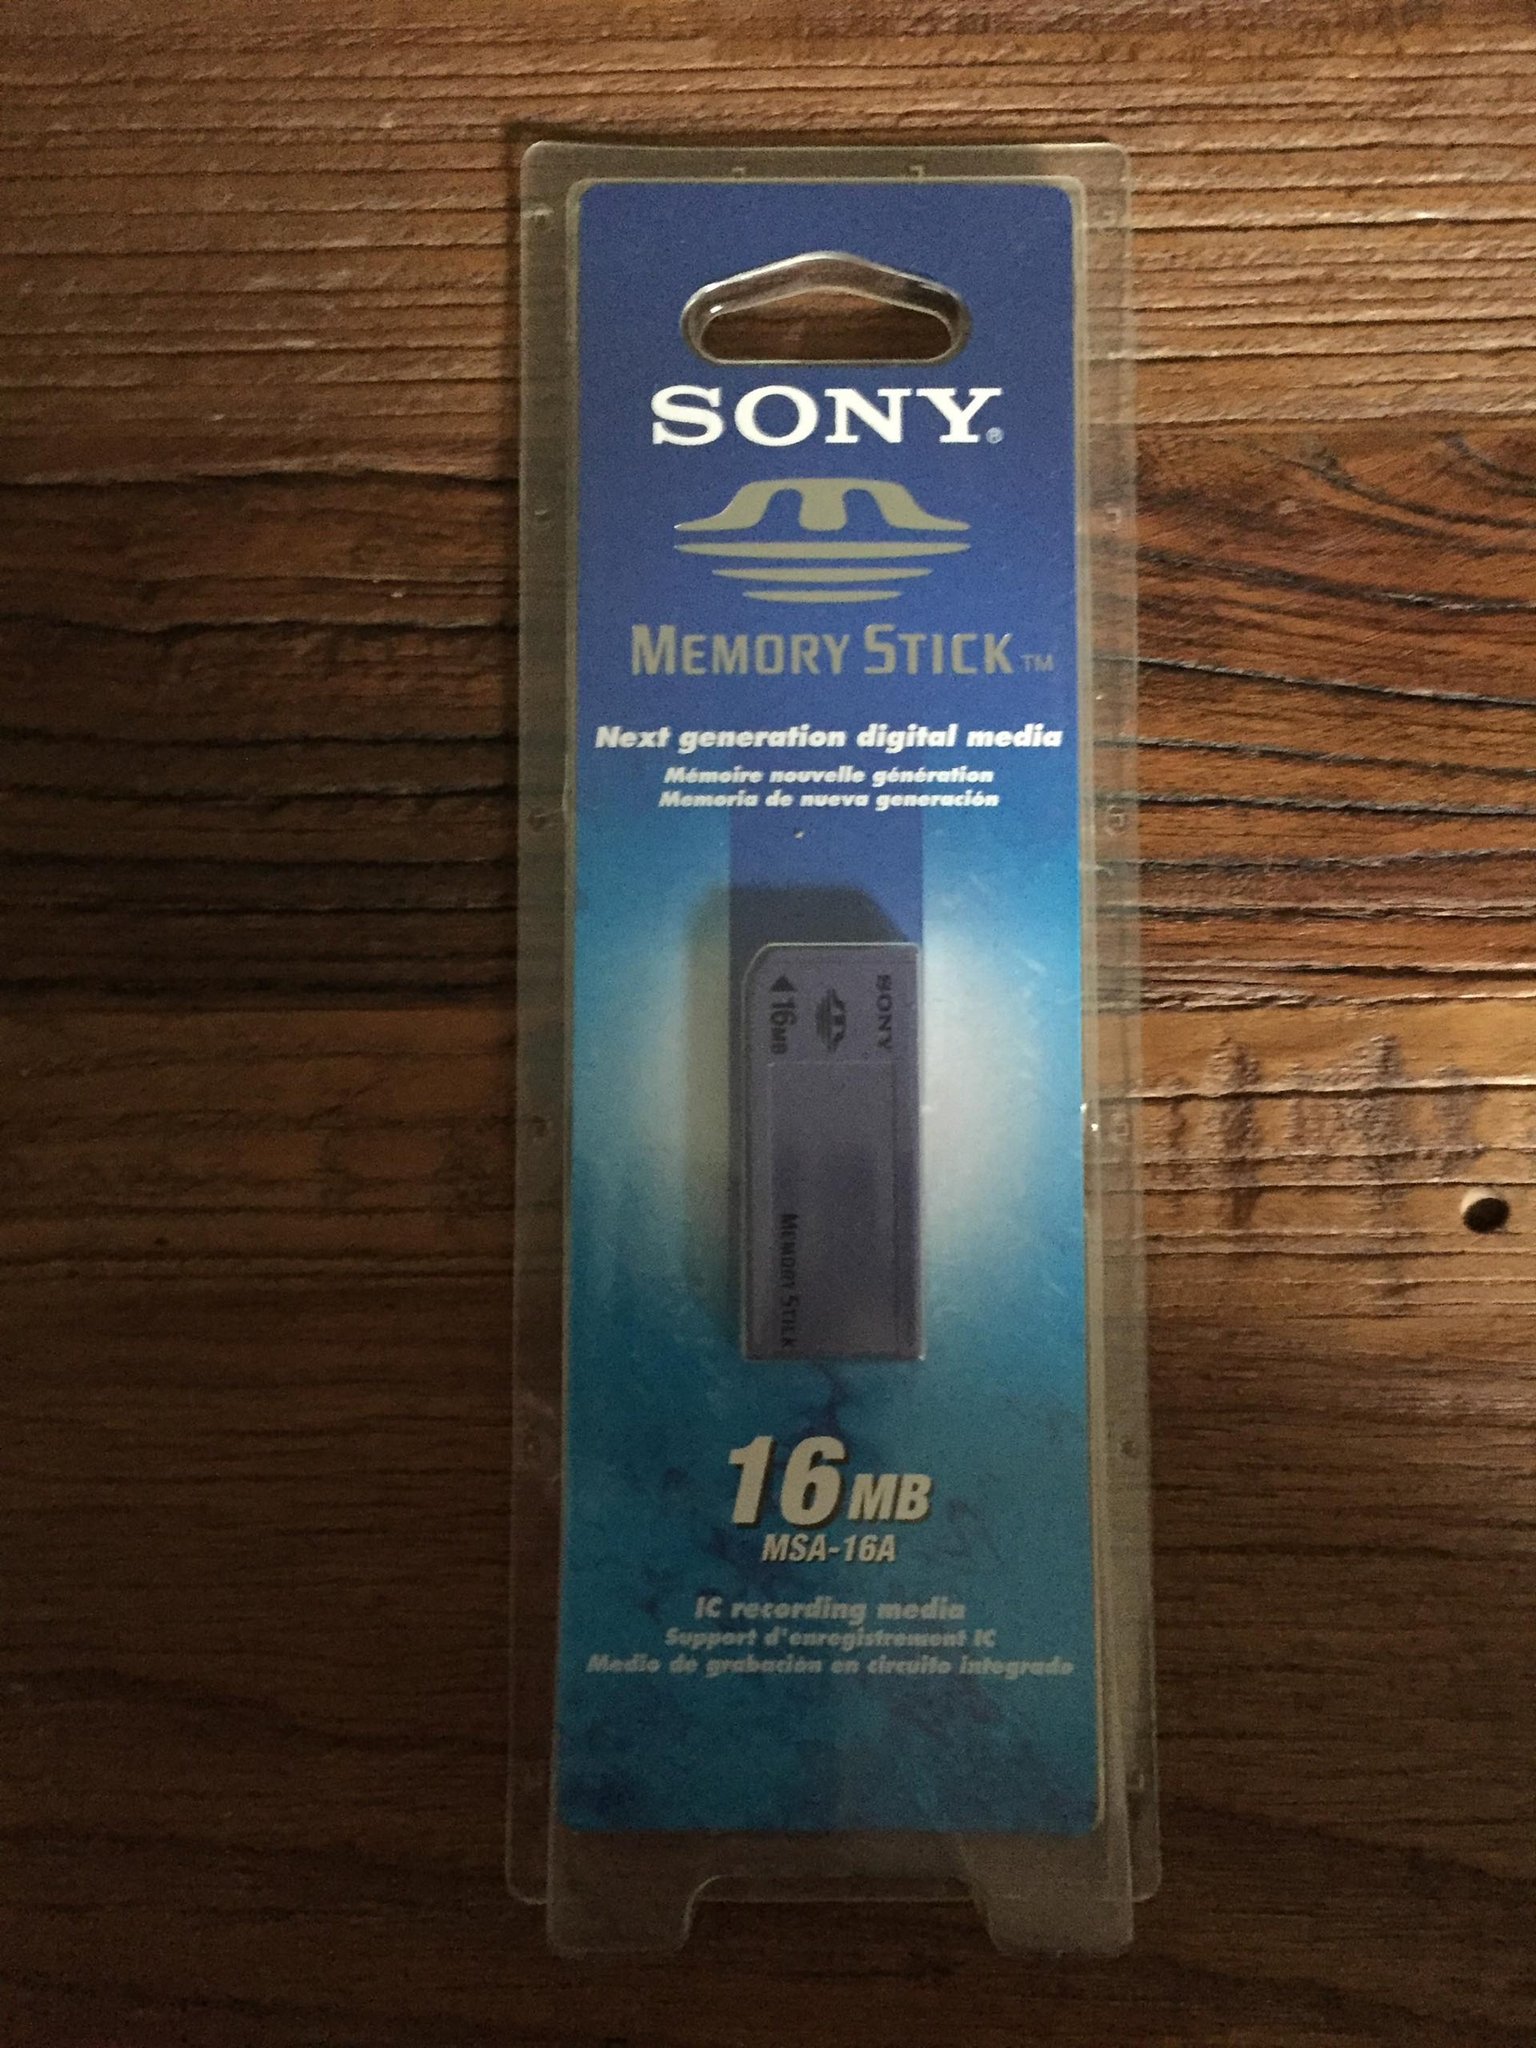 SONY®
MEMORY STICK™
Next generation digital media
Mémoire nouvelle génération
Memoria de nueva generación
SONY
16MB
MEMORY STICK
16MB
MSA-16A
IC recording media
Support d'enregistrement IC
Medio de grabación en circuito integrado